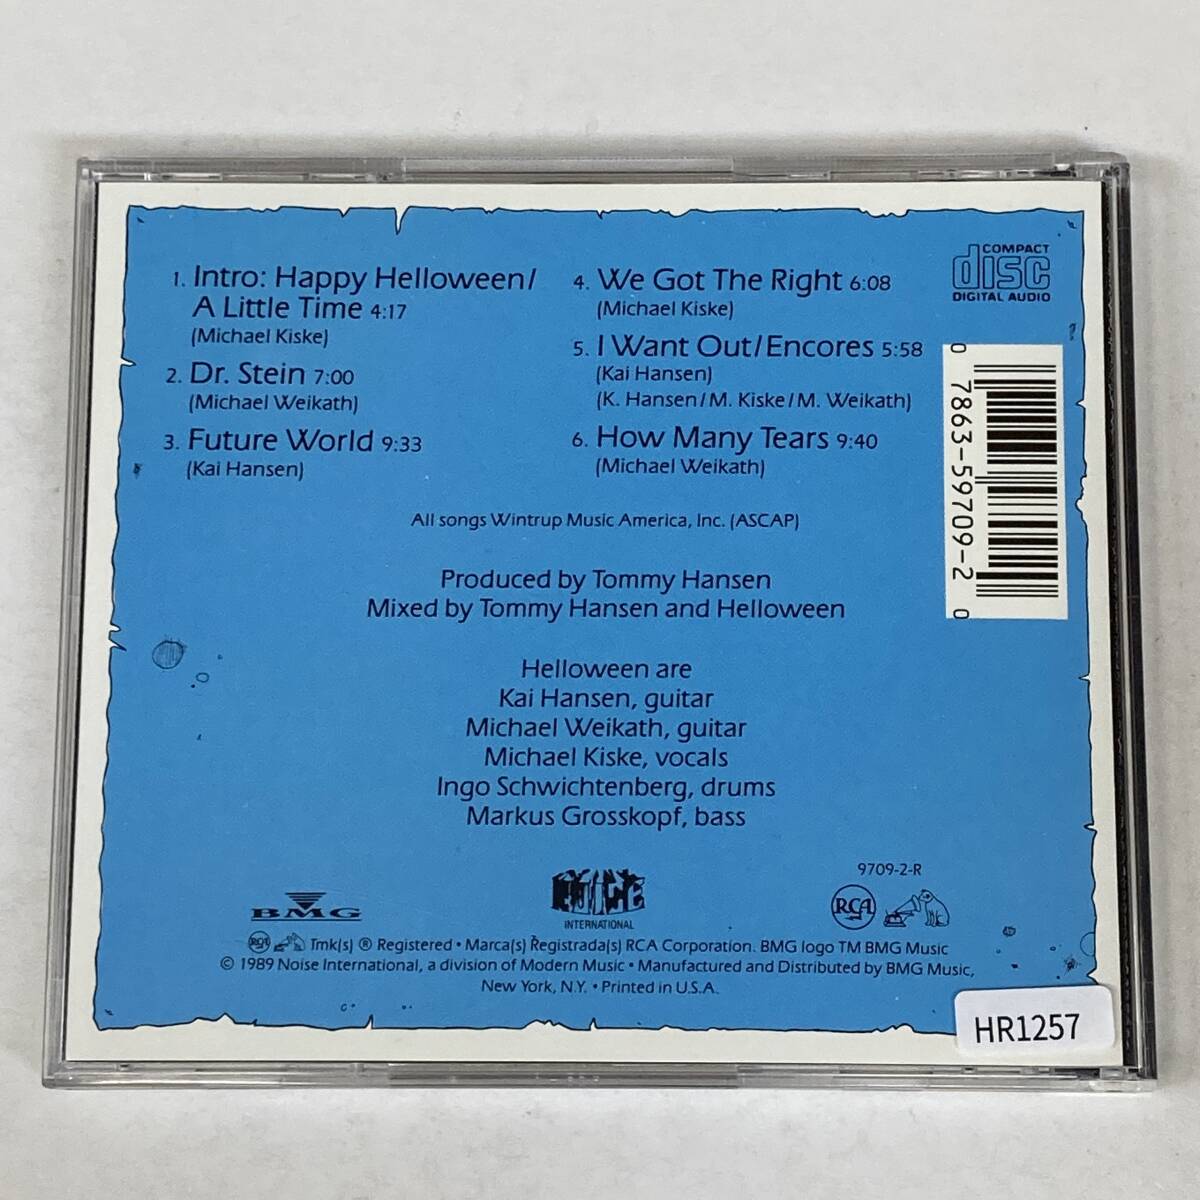 1. Intro: Happy Helloween/
A Little Time 4:17
(Michael Kiske)
2. Dr. Stein 7:00
(Michael Weikath)
3. Future World 9:33
(Kai Hansen)
4. We Got The Right 6:08
(Michael Kiske)
5. I Want Out/Encores 5:58
(Kai Hansen)
(K. Hansen/M. Kiske/M. Weikath)
6. How Many Tears 9:40
(Michael Weikath)
COMPACT
disc
DIGITAL AUDIO
0 7863-59709-2 0
All songs Wintrup Music America, Inc. (ASCAP)
Produced by Tommy Hansen
Mixed by Tommy Hansen and Helloween
Helloween are
Kai Hansen, guitar
Michael Weikath, guitar
Michael Kiske, vocals
Ingo Schwichtenberg, drums
Markus Grosskopf, bass
9709-2-R
BMG
NOISE
INTERNATIONAL
RCA
RCA Tmk(s) ® Registered • Marca(s) Registrada(s) RCA Corporation. BMG logo TM BMG Music
© 1989 Noise International, a division of Modern Music • Manufactured and Distributed by BMG Music,
New York, N.Y. • Printed in U.S.A.
HR1257